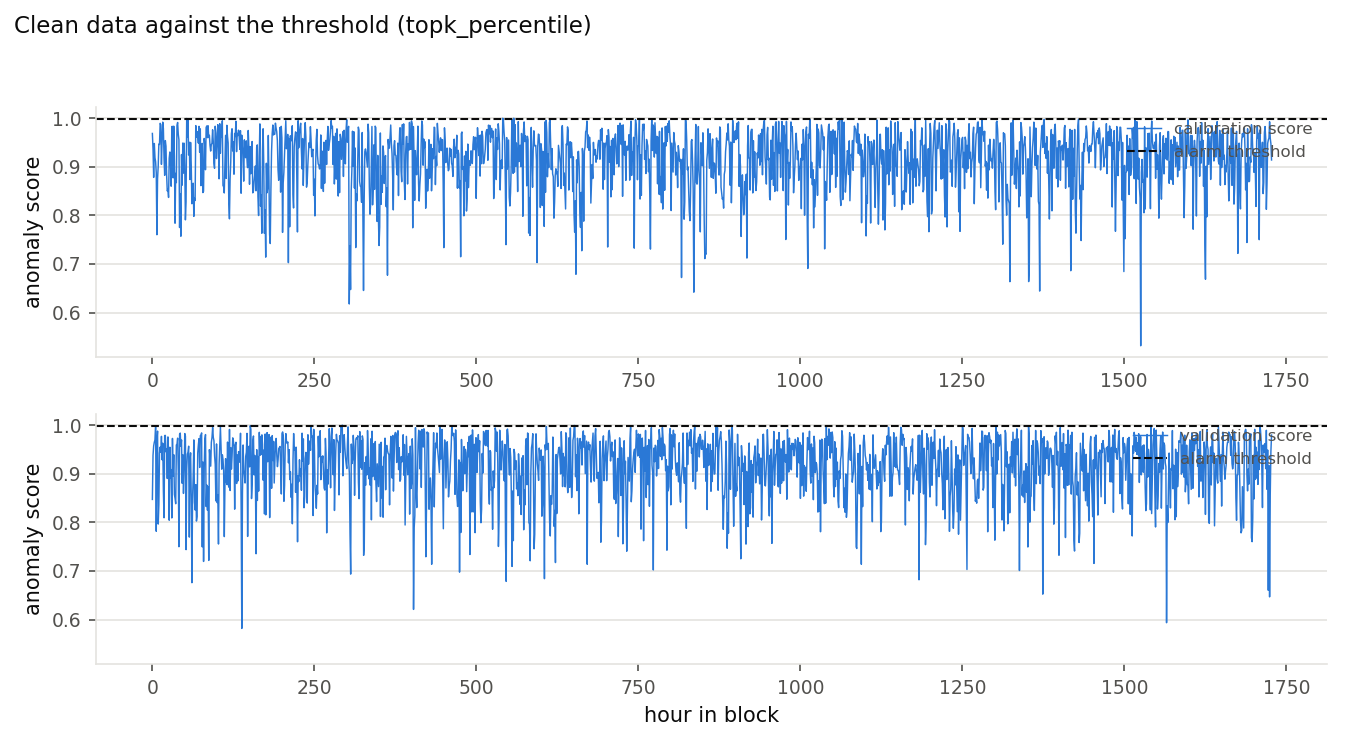 Clean data against the threshold (topk_percentile)
anomaly score
1.0
0.9
0.8
0.7
0.6
calibration score
alarm threshold
0 250 500 750 1000 1250 1500 1750
anomaly score
1.0
0.9
0.8
0.7
0.6
validation score
alarm threshold
0 250 500 750 1000 1250 1500 1750
hour in block